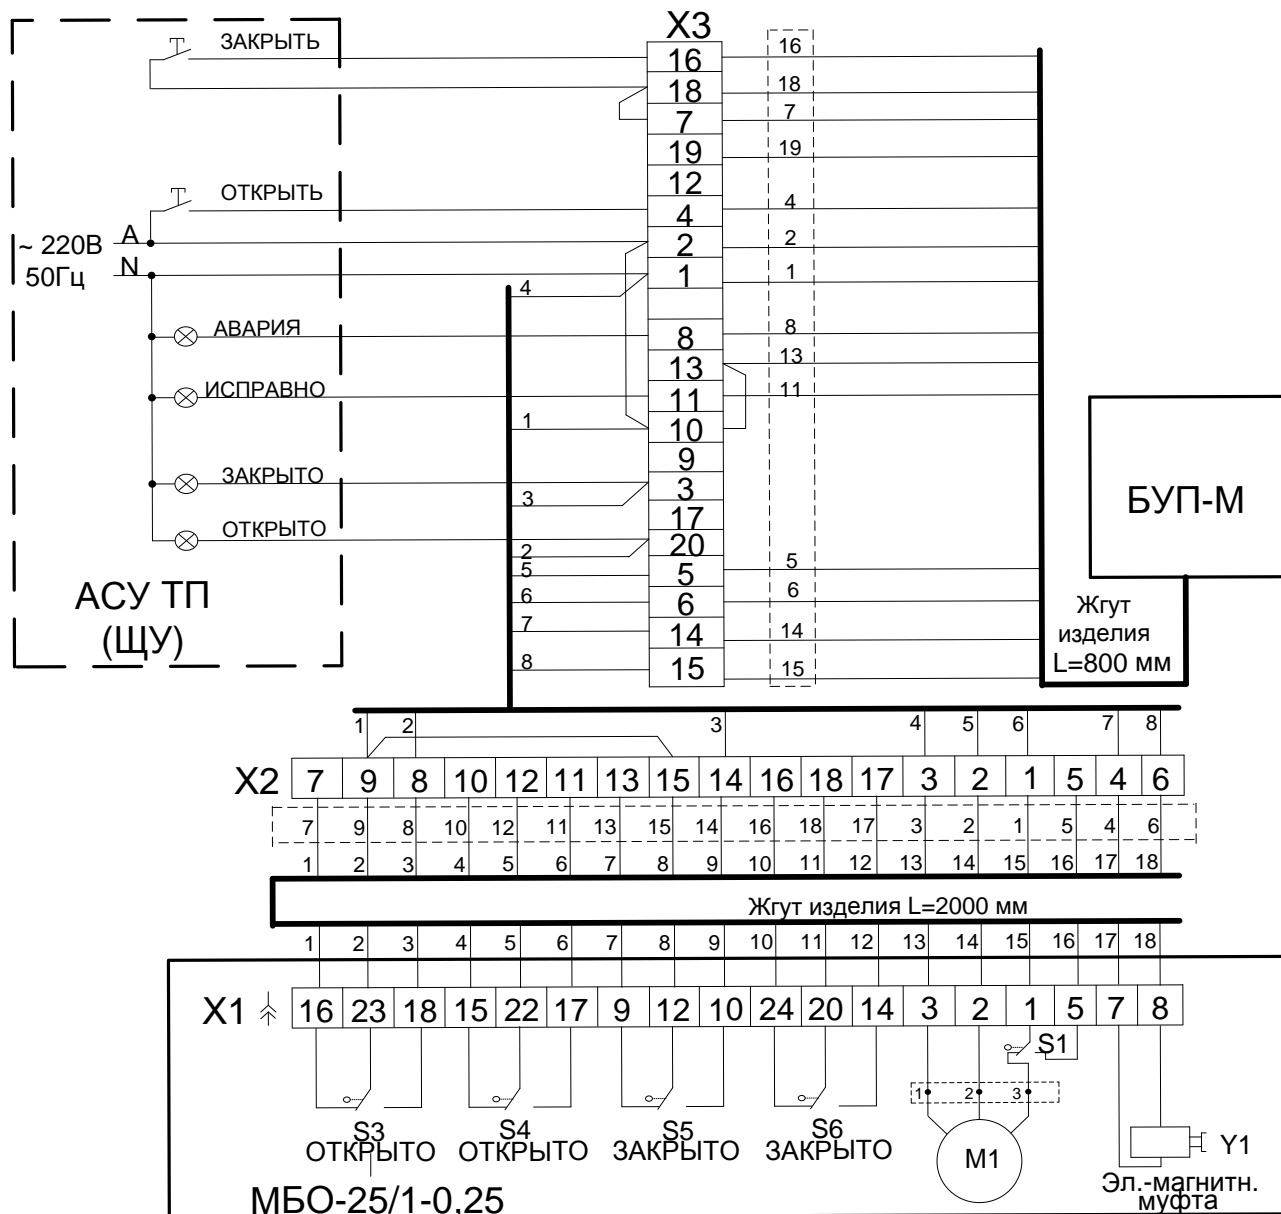 X3
ЗАКРЫТЬ
16 16
18 18
7 7
19 19
12
ОТКРЫТЬ
4 4
A
2 2
~ 220В
N
50Гц
1 1
4
АВАРИЯ
8 8
13 13
ИСПРАВНО
11 11
1
10
9
ЗАКРЫТО
3
3
17
ОТКРЫТО
20
2
5
5 5
6
6 6
7
14 14
8
15 15
АСУ ТП
(ЩУ)
БУП-М
Жгут
изделия
L=800 мм
1 2 3 4 5 6 7 8
X2 7 9 8 10 12 11 13 15 14 16 18 17 3 2 1 5 4 6
7 9 8 10 12 11 13 15 14 16 18 17 3 2 1 5 4 6
1 2 3 4 5 6 7 8 9 10 11 12 13 14 15 16 17 18
Жгут изделия L=2000 мм
1 2 3 4 5 6 7 8 9 10 11 12 13 14 15 16 17 18
X1 16 23 18 15 22 17 9 12 10 24 20 14 3 2 1 5 7 8
S1
1 2 3
S3 S4 S5 S6
ОТКРЫТО ОТКРЫТО ЗАКРЫТО ЗАКРЫТО
М1
Y1
Эл.-магнитн.
муфта
МБО-25/1-0,25